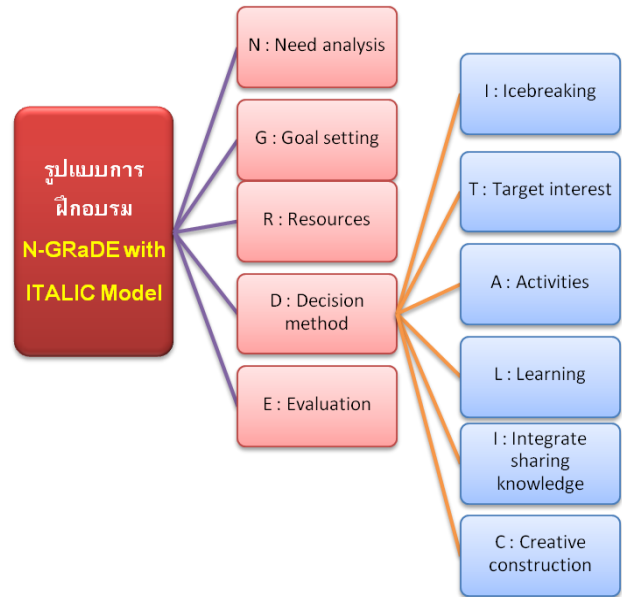 รูปแบบการ
ฝึกอบรม
N-GRaDE with
ITALIC Model
N : Need analysis
G : Goal setting
R : Resources
D : Decision
method
E : Evaluation
I : Icebreaking
T : Target interest
A : Activities
L : Learning
I : Integrate
sharing
knowledge
C : Creative
construction